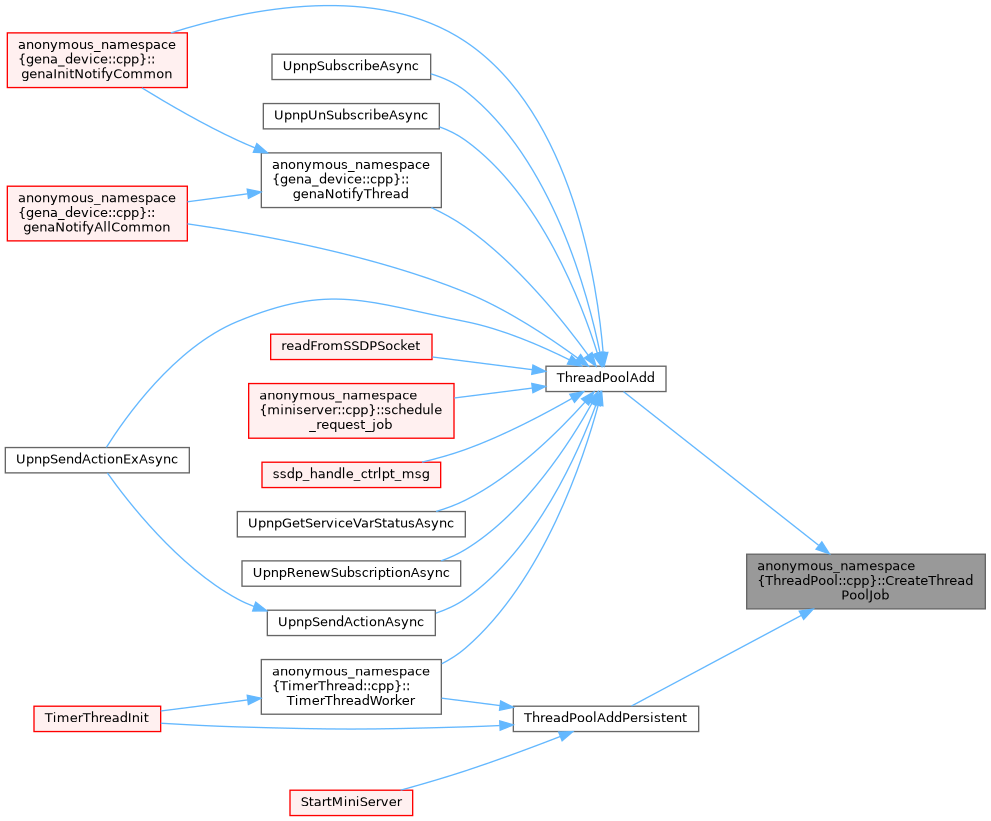 anonymous_namespace
{gena_device::cpp}::
genaInitNotifyCommon
UpnpSubscribeAsync
UpnpUnSubscribeAsync
anonymous_namespace
{gena_device::cpp}::
genaNotifyThread
anonymous_namespace
{gena_device::cpp}::
genaNotifyAllCommon
readFromSSDPSocket
ThreadPoolAdd
anonymous_namespace
{miniserver::cpp}::schedule
_request_job
UpnpSendActionExAsync
ssdp_handle_ctrlpt_msg
UpnpGetServiceVarStatusAsync
UpnpRenewSubscriptionAsync
anonymous_namespace
{ThreadPool::cpp}::CreateThread
PoolJob
UpnpSendActionAsync
anonymous_namespace
{TimerThread::cpp}::
TimerThreadWorker
TimerThreadInit
ThreadPoolAddPersistent
StartMiniServer